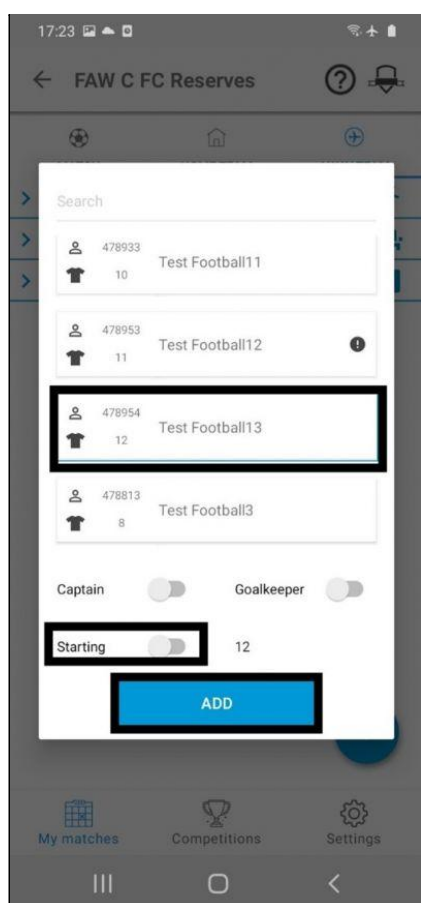 17:23
FAW C FC Reserves
Search
478933
10
Test Football11
478953
11
Test Football12
478954
12
Test Football13
478813
8
Test Football3
Captain
Goalkeeper
Starting
12
ADD
My matches
Competitions
Settings